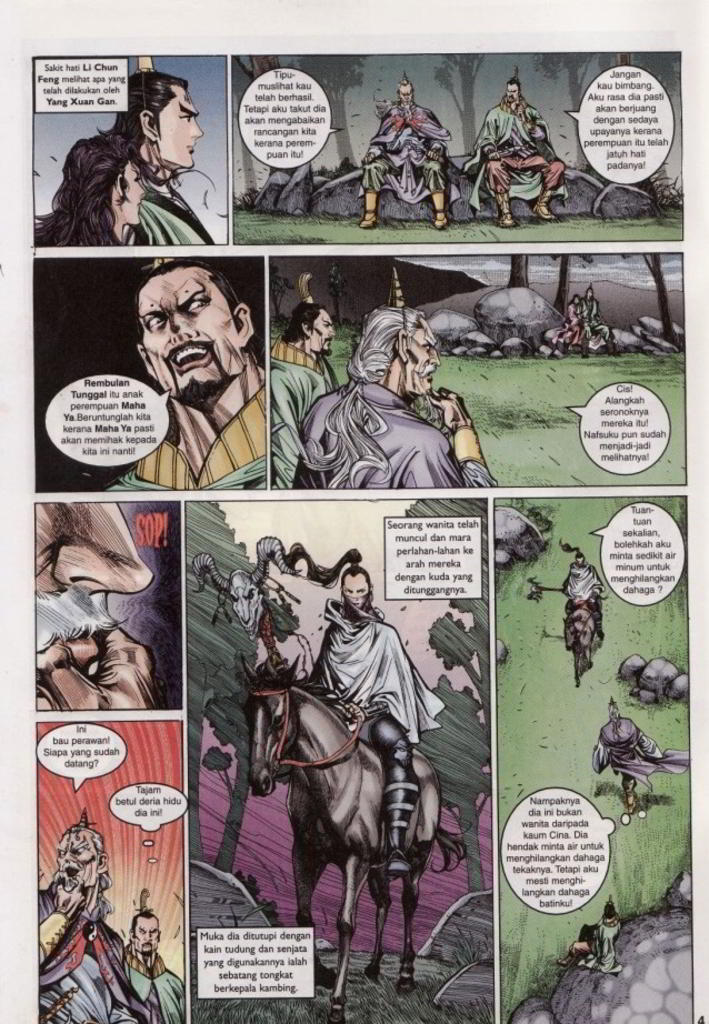 Sakit hati Li Chun
Feng melihat apa yang
telah dilakukan oleh
Yang Xuan Gan.
Tipu-
muslihat kau
telah berhasil.
Tetapi aku takut dia
akan mengabaikan
rancangan kita
kerana perem-
puan itu!
Jangan
kau bimbang.
Aku rasa dia pasti
akan berjuang
dengan sedaya
upayanya kerana
perempuan itu telah
jatuh hati
padanya!
Rembulan
Tunggal itu anak
perempuan Maha
Ya.Beruntunglah kita
kerana Maha Ya pasti
akan memihak kepada
kita ini nanti!
Cis!
Alangkah
seronoknya
mereka itu!
Nafsuku pun sudah
menjadi-jadi
melihatnya!
SOP!
Ini
bau perawan!
Siapa yang sudah
datang?
Tajam
betul deria hidu
dia ini!
Seorang wanita telah
muncul dan mara
perlahan-lahan ke
arah mereka
dengan kuda yang
ditunggangnya.
Muka dia ditutupi dengan
kain tudung dan senjata
yang digunakannya ialah
sebatang tongkat
berkepala kambing.
Tuan-
tuan
sekalian,
bolehkah aku
minta sedikit air
minum untuk
menghilangkan
dahaga ?
Nampaknya
dia ini bukan
wanita daripada
kaum Cina. Dia
hendak minta air untuk
menghilangkan dahaga
tekaknya. Tetapi aku
mesti menghi-
langkan dahaga
batinku!
4